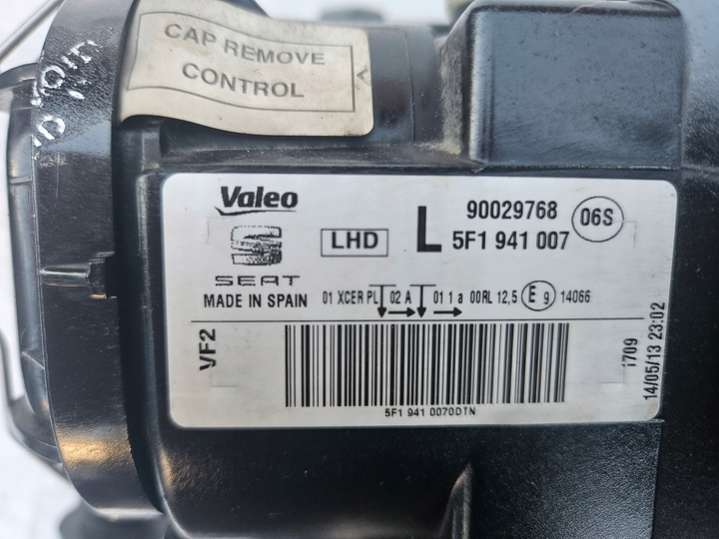 CAP REMOVE
CONTROL
Valeo
SEAT
MADE IN SPAIN
LHD
L
90029768
5F1 941 007
06S
01 XCER PL 02 A 01 1 a 00RL 12,5 E 9 14066
VF2
5F1 941 0070DTN
i709
14/05/13 23:02